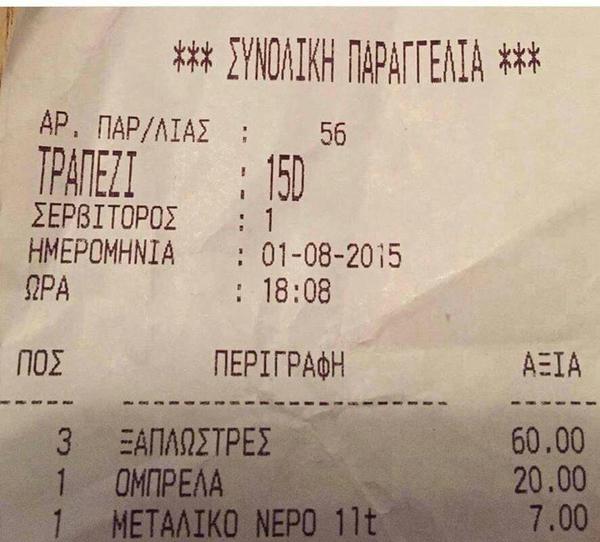 *** ΣΥΝΟΛΙΚΗ ΠΑΡΑΓΓΕΛΙΑ ***
ΑΡ. ΠΑΡ/ΛΙΑΣ : 56
ΤΡΑΠΕΖΙ : 15D
ΣΕΡΒΙΤΟΡΟΣ : 1
ΗΜΕΡΟΜΗΝΙΑ : 01-08-2015
ΩΡΑ : 18:08
ΠΟΣ ΠΕΡΙΓΡΑΦΗ ΑΞΙΑ
3 ΞΑΠΛΩΣΤΡΕΣ 60.00
1 ΟΜΠΡΕΛΑ 20.00
1 ΜΕΤΑΛΙΚΟ ΝΕΡΟ 1lt 7.00